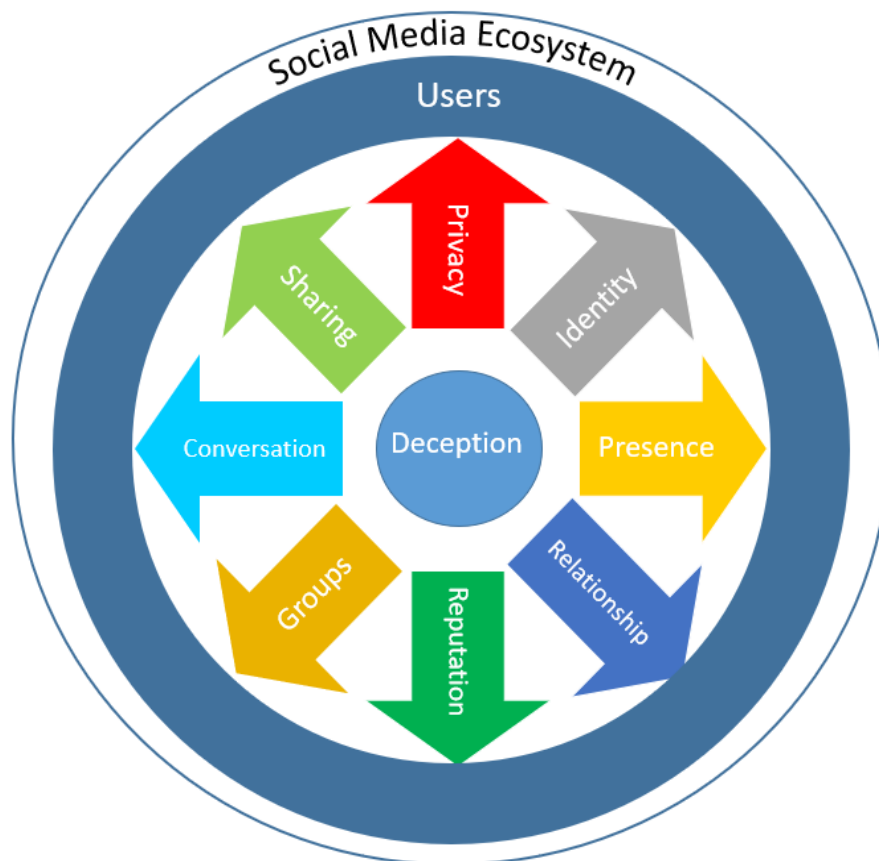 Social Media Ecosystem
Users
Privacy
Identity
Presence
Relationship
Reputation
Groups
Conversation
Sharing
Deception